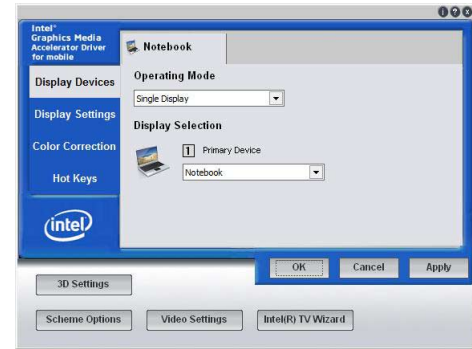 Intel®
Graphics Media
Accelerator Driver
for mobile
Notebook
Display Devices
Display Settings
Color Correction
Hot Keys
intel
Operating Mode
Single Display
Display Selection
1 Primary Device
Notebook
OK Cancel Apply
3D Settings
Scheme Options Video Settings Intel(R) TV Wizard